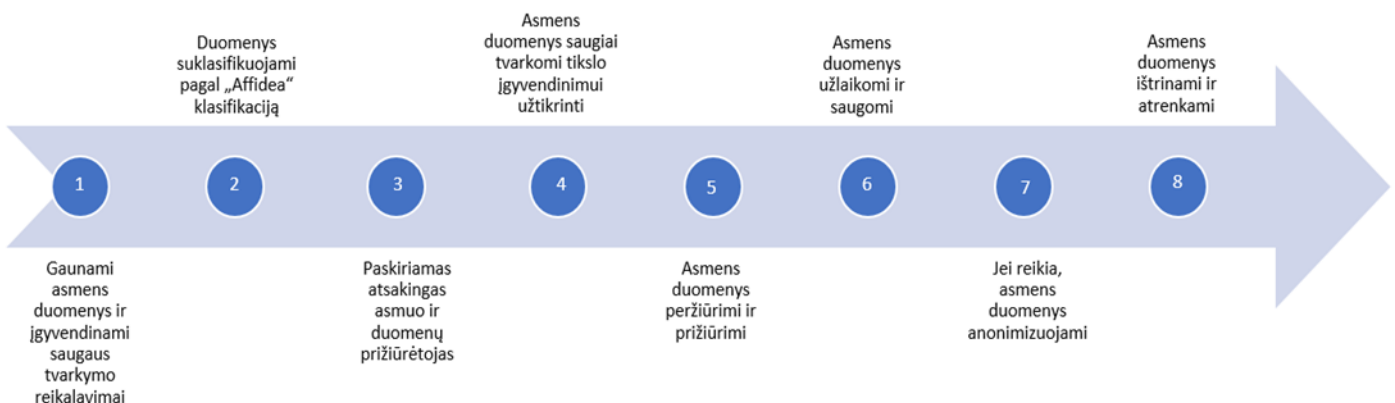 1
Gaunami
asmens
duomenys ir
įgyvendinami
saugaus
tvarkymo
reikalavimai
2
Duomenys
suklasifikuojami
pagal „Affidea“
klasifikaciją
3
Paskiriamas
atsakingas
asmuo ir
duomenų
prižiūrėtojas
4
Asmens
duomenys saugiai
tvarkomi tikslo
įgyvendinimui
užtikrinti
5
Asmens
duomenys
peržiūrimi ir
prižiūrimi
6
Asmens
duomenys
užlaikomi ir
saugomi
7
Jei reikia,
asmens
duomenys
anonimizuojami
8
Asmens
duomenys
ištrinami ir
atrenkami